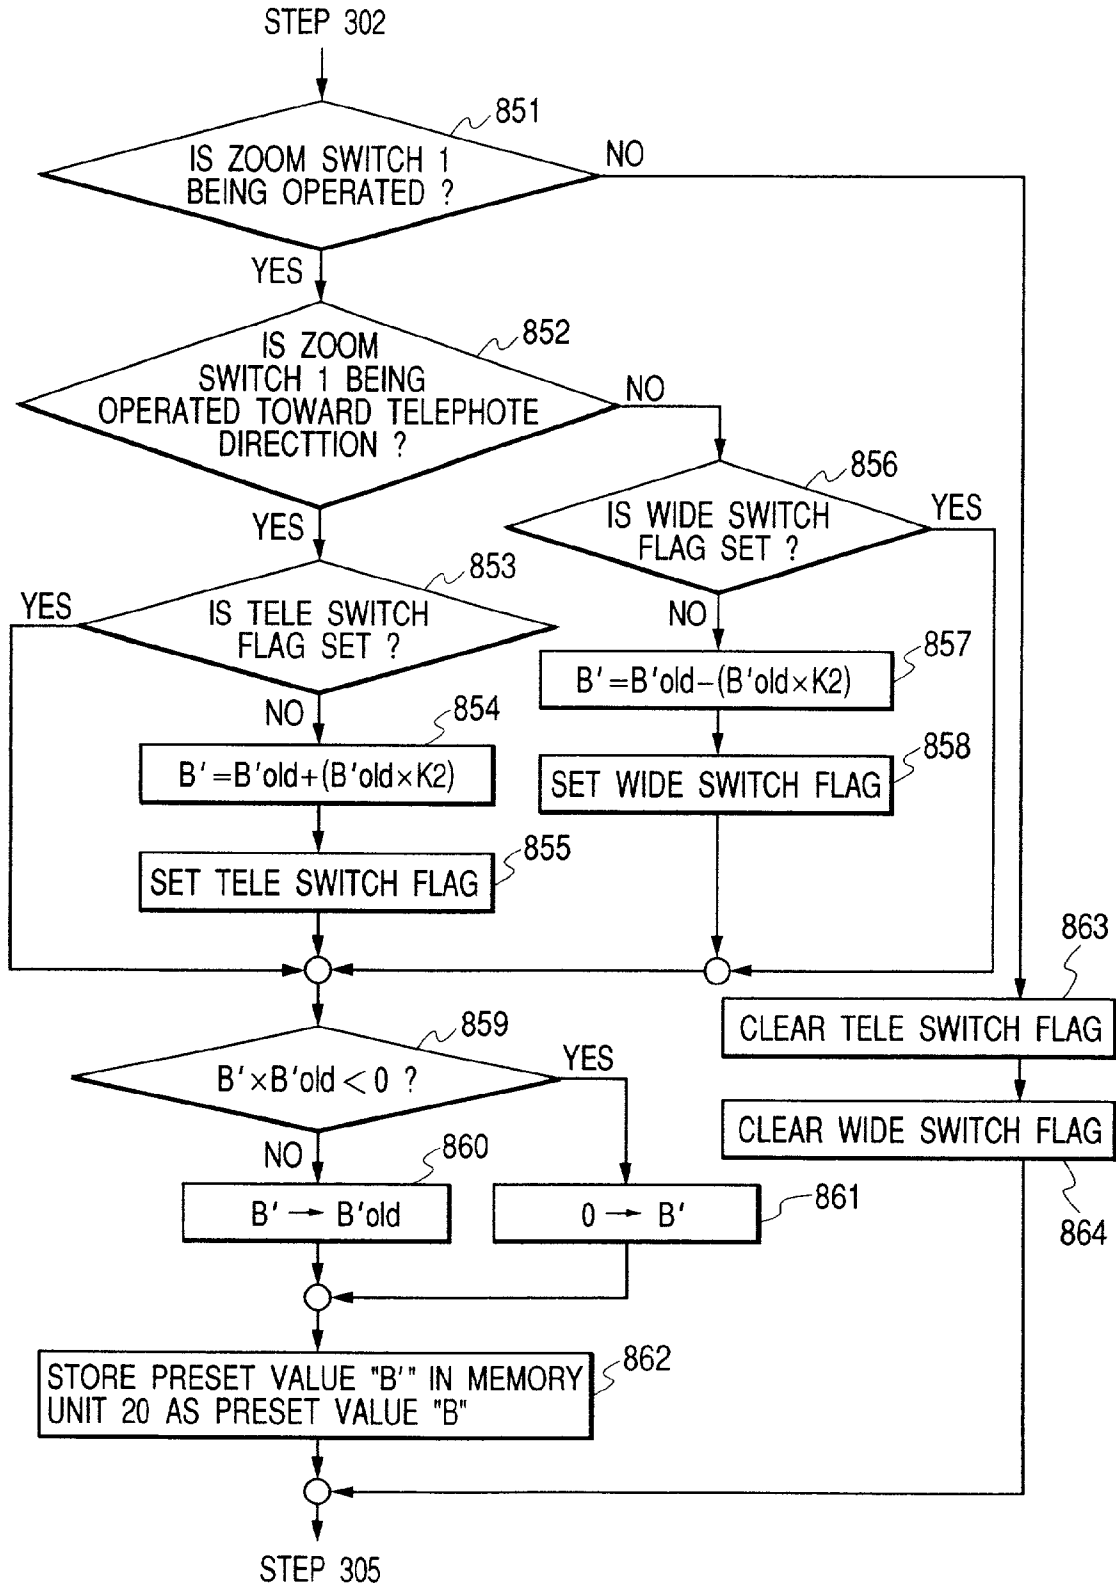 STEP 302
851
IS ZOOM SWITCH 1
BEING OPERATED ?
NO
YES
852
IS ZOOM
SWITCH 1 BEING
OPERATED TOWARD TELEPHOTE
DIRECTTION ?
NO
YES
856
IS WIDE SWITCH
FLAG SET ?
YES
NO
853
IS TELE SWITCH
FLAG SET ?
YES
NO
857
B'=B'old-(B'old×K2)
854
B'=B'old+(B'old×K2)
858
SET WIDE SWITCH FLAG
855
SET TELE SWITCH FLAG
863
CLEAR TELE SWITCH FLAG
859
B'×B'old<0 ?
YES
NO
CLEAR WIDE SWITCH FLAG
864
860
B' → B'old
861
0 → B'
862
STORE PRESET VALUE "B'" IN MEMORY
UNIT 20 AS PRESET VALUE "B"
STEP 305